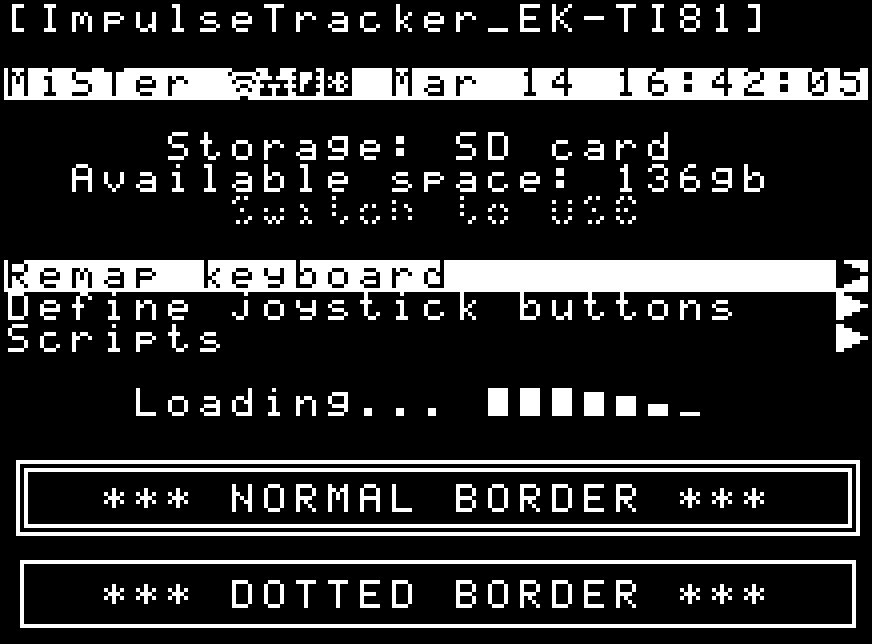 [ImpulseTracker_EK-TI81]
MiSTer Mar 14 16:42:05
Storage: SD card
Available space: 136gb
Switch to USB
Remap keyboard
Define joystick buttons
Scripts
Loading...
*** NORMAL BORDER ***
*** DOTTED BORDER ***